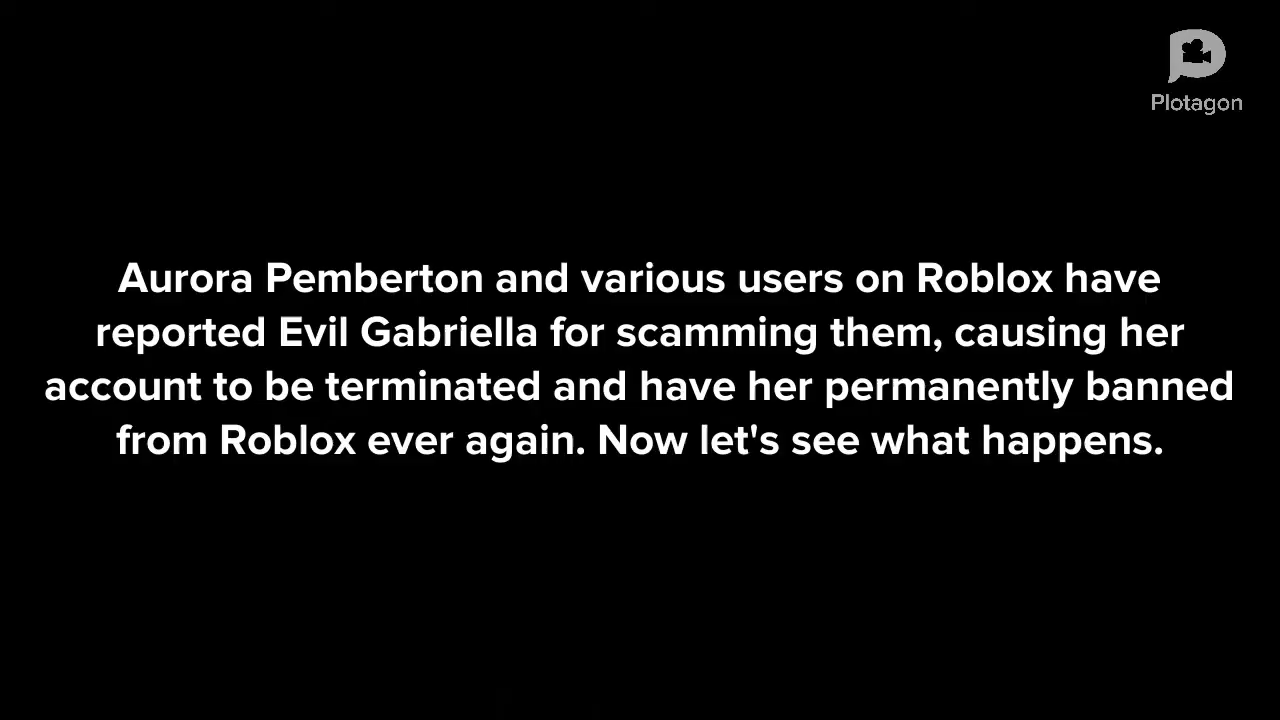 Plotagon
Aurora Pemberton and various users on Roblox have
reported Evil Gabriella for scamming them, causing her
account to be terminated and have her permanently banned
from Roblox ever again. Now let's see what happens.